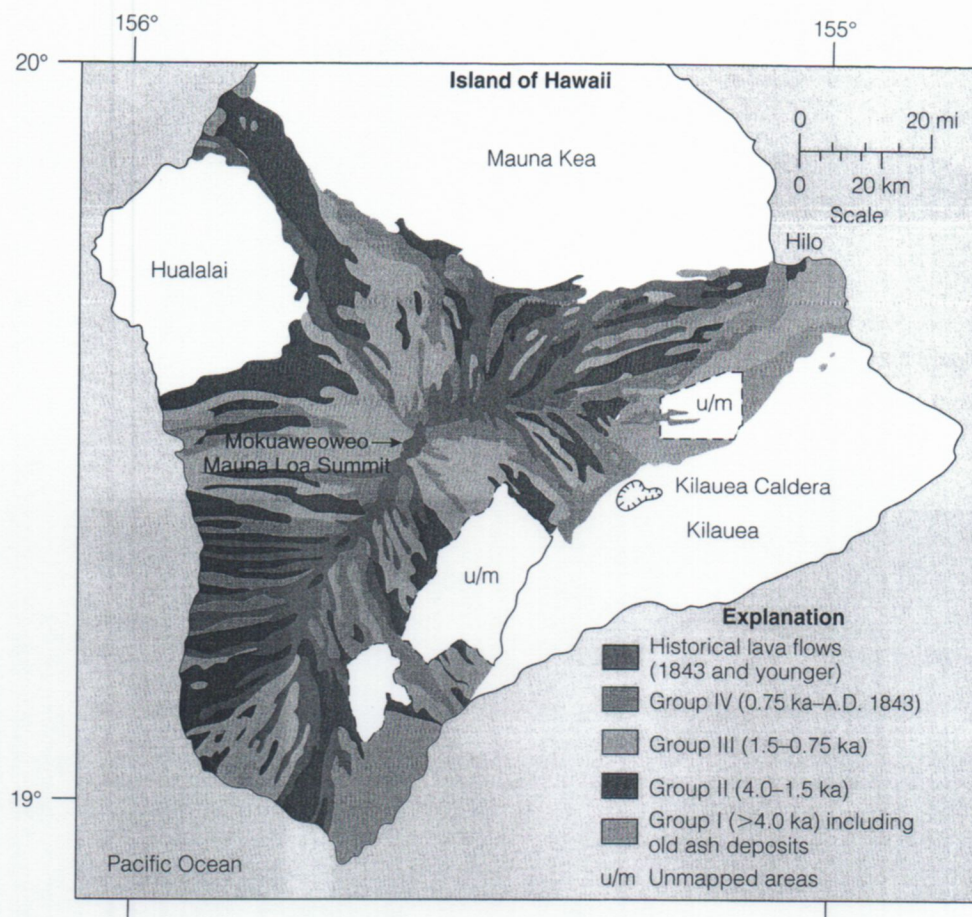 156°
155°
20°
Island of Hawaii
0 20 mi
Mauna Kea
0 20 km
Scale
Hilo
Hualalai
u/m
Mokuaweoweo
Mauna Loa Summit
Kilauea Caldera
Kilauea
u/m
Explanation
Historical lava flows
(1843 and younger)
Group IV (0.75 ka–A.D. 1843)
Group III (1.5–0.75 ka)
19°
Group II (4.0–1.5 ka)
Group I (>4.0 ka) including
old ash deposits
Pacific Ocean
u/m Unmapped areas